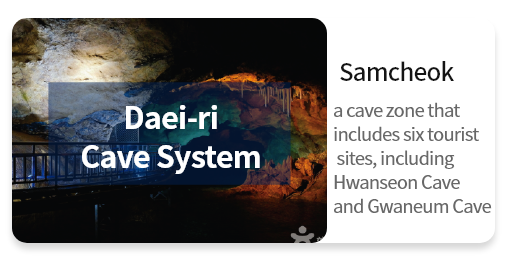 Daei-ri
Cave System
Samcheok
a cave zone that
includes six tourist
sites, including
Hwanseon Cave
and Gwaneum Cave